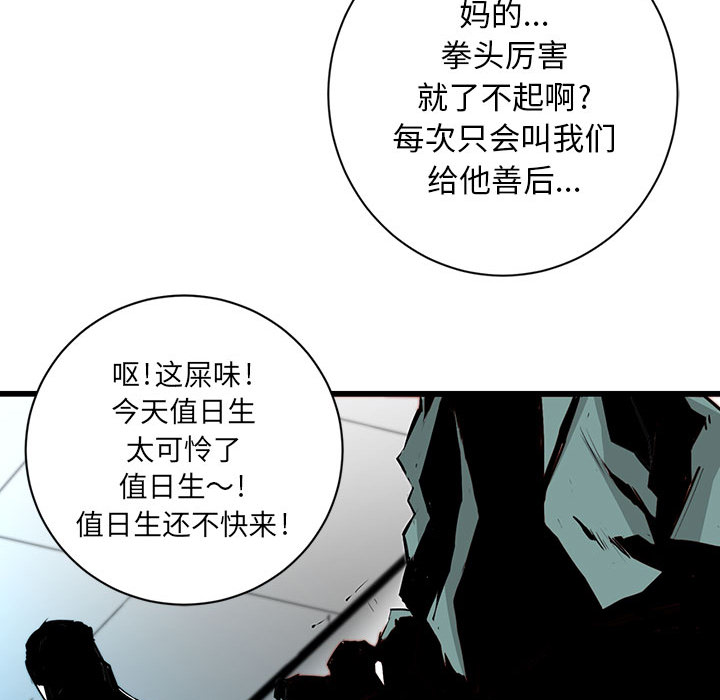 妈的...
拳头厉害
就了不起啊?
每次只会叫我们
给他善后...
呕!这屎味!
今天值日生
太可怜了
值日生～!
值日生还不快来!